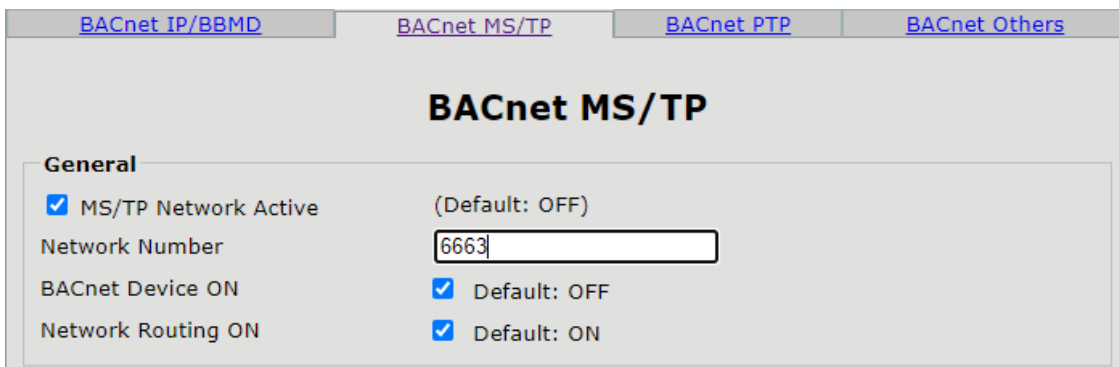 BACnet IP/BBMD BACnet MS/TP BACnet PTP BACnet Others
BACnet MS/TP
General
MS/TP Network Active (Default: OFF)
Network Number 6663
BACnet Device ON Default: OFF
Network Routing ON Default: ON